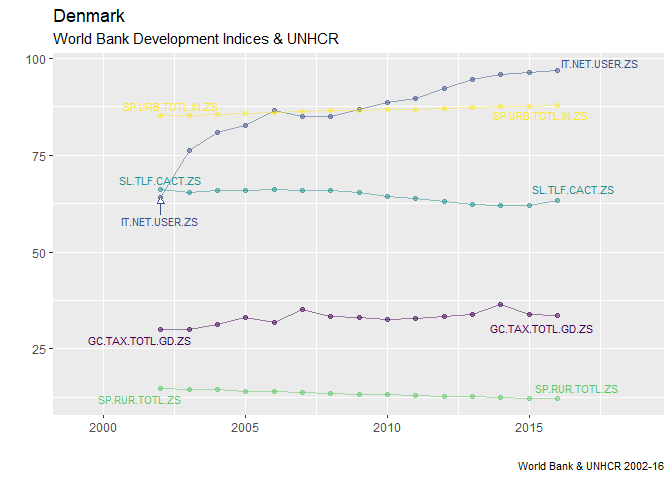 Denmark
World Bank Development Indices & UNHCR
100
IT.NET.USER.ZS
SP.URB.TOTL.IN.ZS
SP.URB.TOTL.IN.ZS
75
SL.TLF.CACT.ZS
SL.TLF.CACT.ZS
IT.NET.USER.ZS
50
GC.TAX.TOTL.GD.ZS
GC.TAX.TOTL.GD.ZS
25
SP.RUR.TOTL.ZS
SP.RUR.TOTL.ZS
2000 2005 2010 2015
World Bank & UNHCR 2002-16